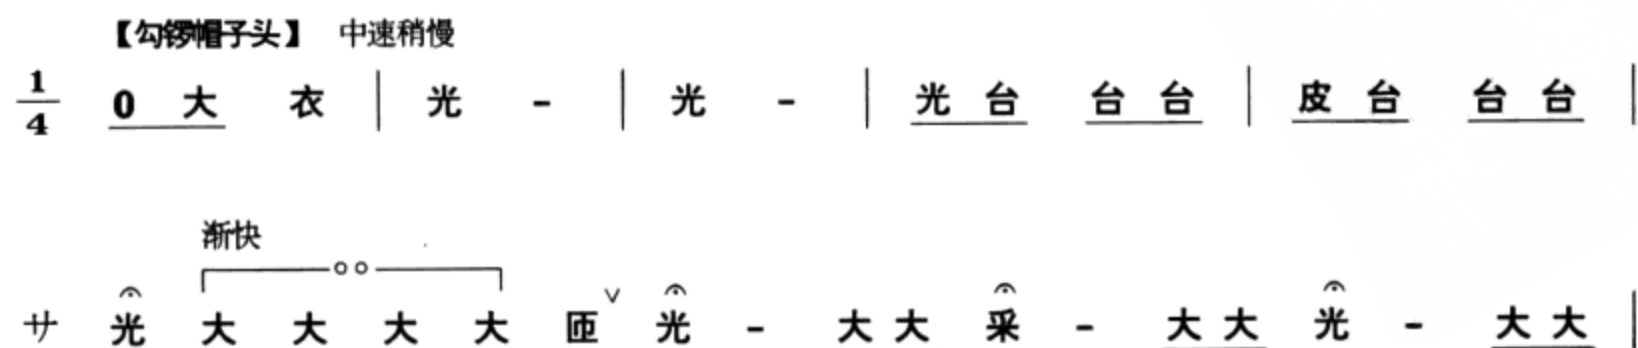 【勾锣帽子头】 中速稍慢
1/4 0 大 衣 | 光 - | 光 - | 光 台 台 台 | 皮 台 台 台 |
渐快
サ 光 大 大 大 大 匝 ∨ 光 - 大 大 采 - 大 大 光 - 大 大 |